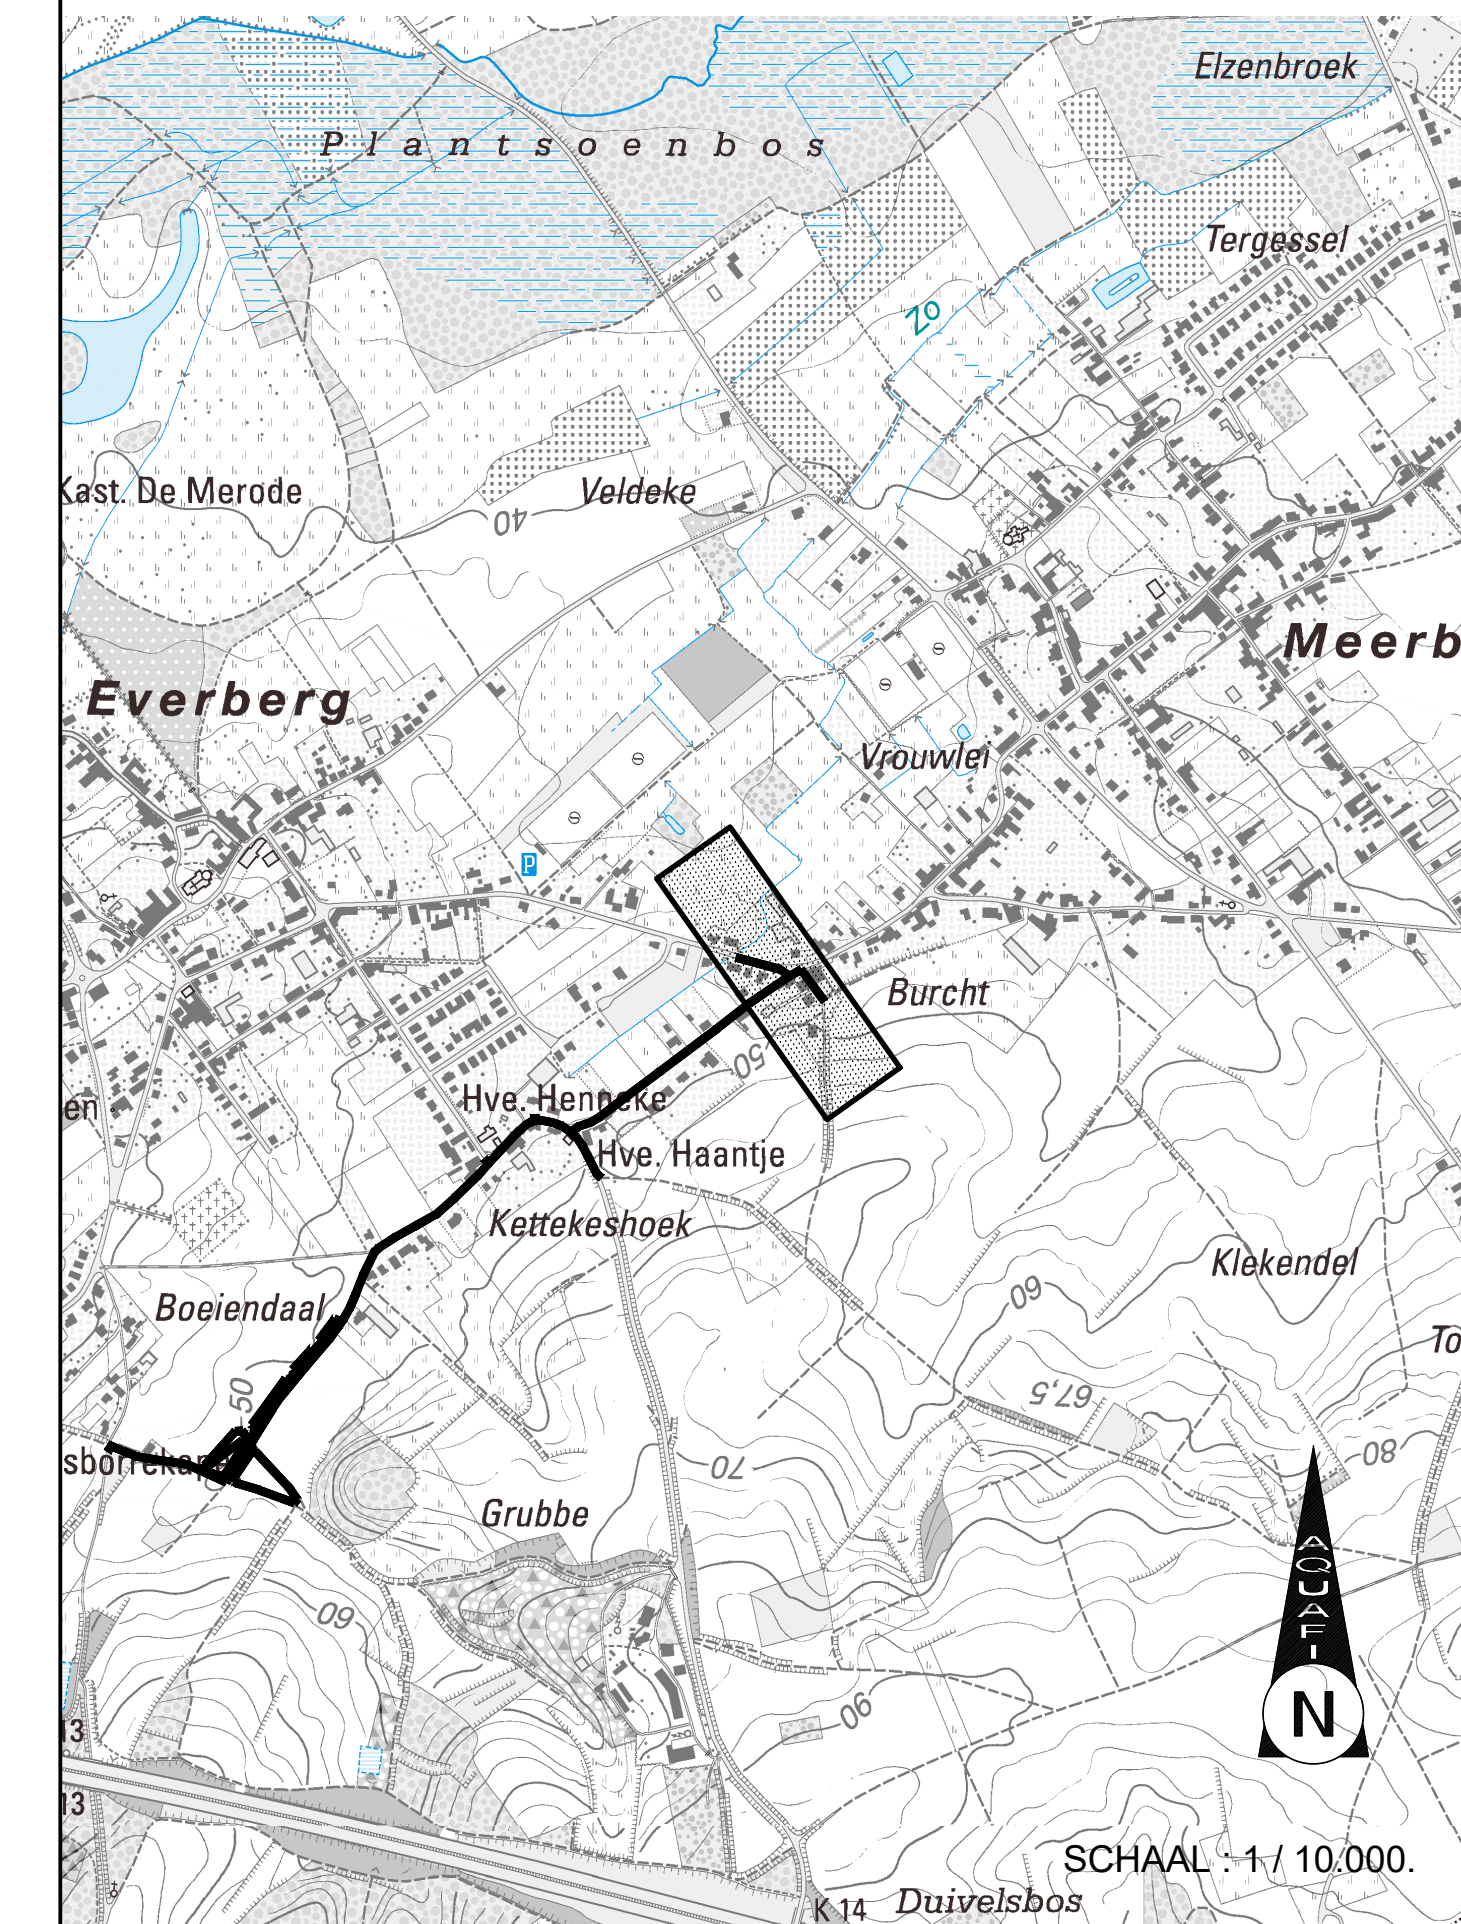 Elzenbroek
Plantsoenbos
Tergessel
ZO
Kast. De Merode
Veldeke
40
Meerb
Everberg
Vrouwlei
P
Burcht
50
Hve. Henneke
en
Hve. Haantje
Kettekeshoek
Klekendel
60
Boeiendaal
To
67,5
50
80
70
Grubbe
60
AQUAFI
N
90
13
13
SCHAAL : 1 / 10.000.
K 14
Duivelsbos